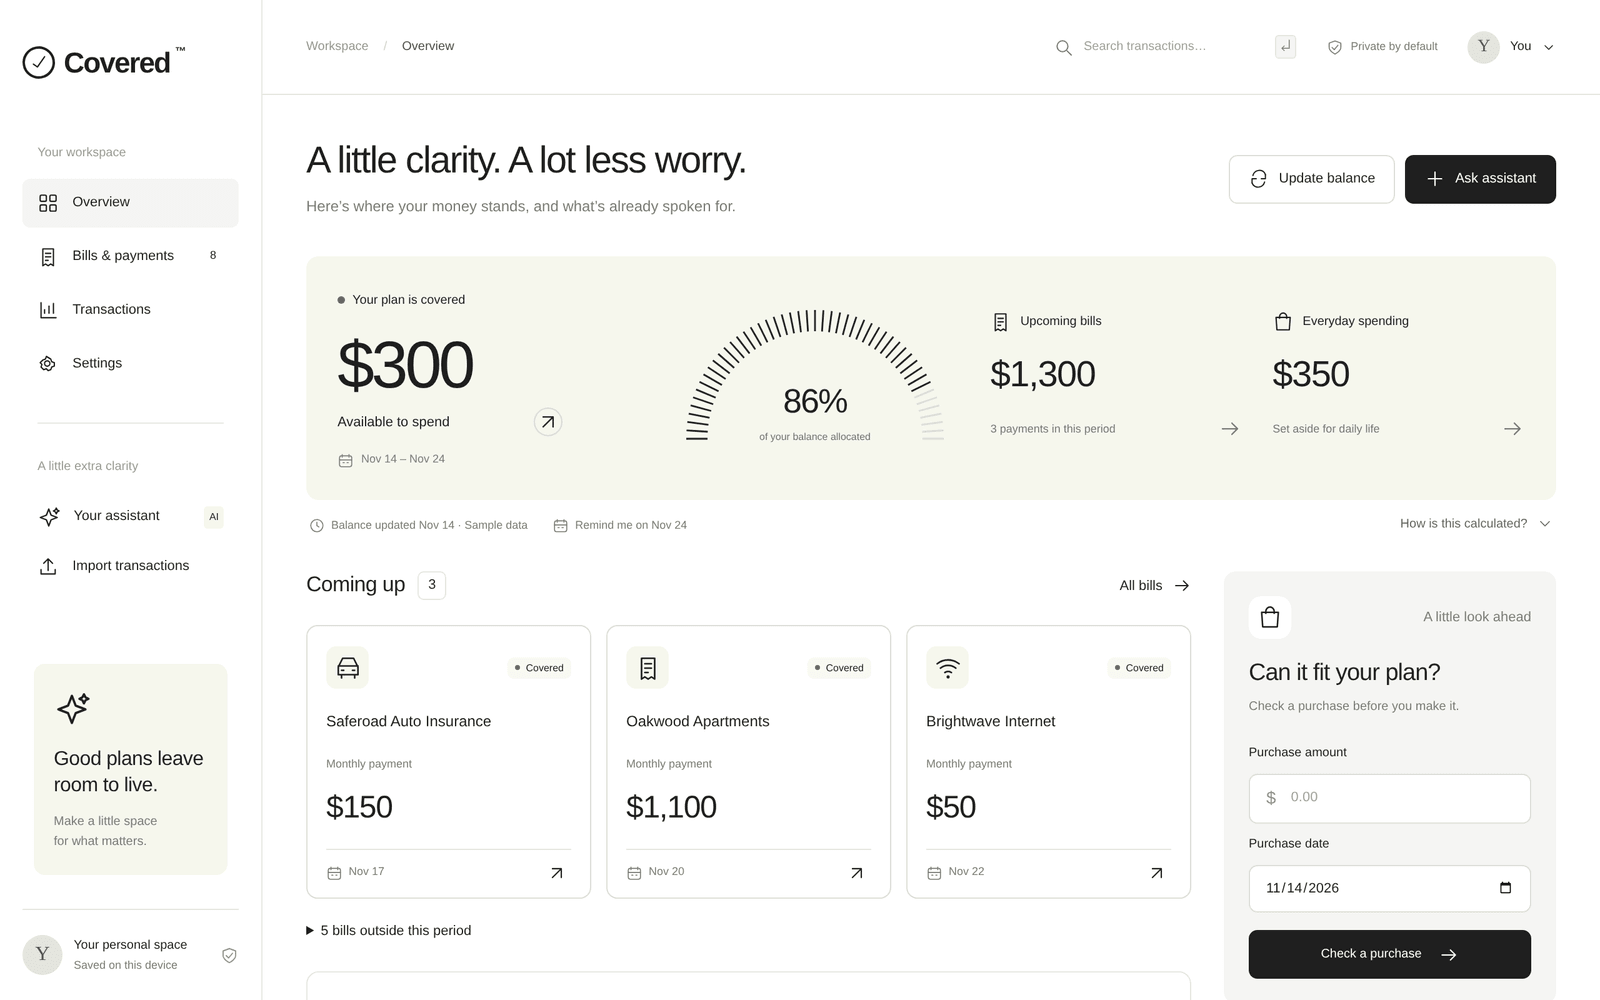 Covered™
Your workspace
Overview
Bills & payments 8
Transactions
Settings
A little extra clarity
Your assistant AI
Import transactions
Good plans leave
room to live.
Make a little space
for what matters.
Y
Your personal space
Saved on this device
Workspace / Overview
Search transactions…
Private by default
Y You
A little clarity. A lot less worry.
Here’s where your money stands, and what’s already spoken for.
Update balance
Ask assistant
Your plan is covered
$300
Available to spend
Nov 14 – Nov 24
86%
of your balance allocated
Upcoming bills
$1,300
3 payments in this period
Everyday spending
$350
Set aside for daily life
Balance updated Nov 14 · Sample data
Remind me on Nov 24
How is this calculated?
Coming up 3
All bills
Covered
Saferoad Auto Insurance
Monthly payment
$150
Nov 17
Covered
Oakwood Apartments
Monthly payment
$1,100
Nov 20
Covered
Brightwave Internet
Monthly payment
$50
Nov 22
5 bills outside this period
A little look ahead
Can it fit your plan?
Check a purchase before you make it.
Purchase amount
$ 0.00
Purchase date
11/14/2026
Check a purchase